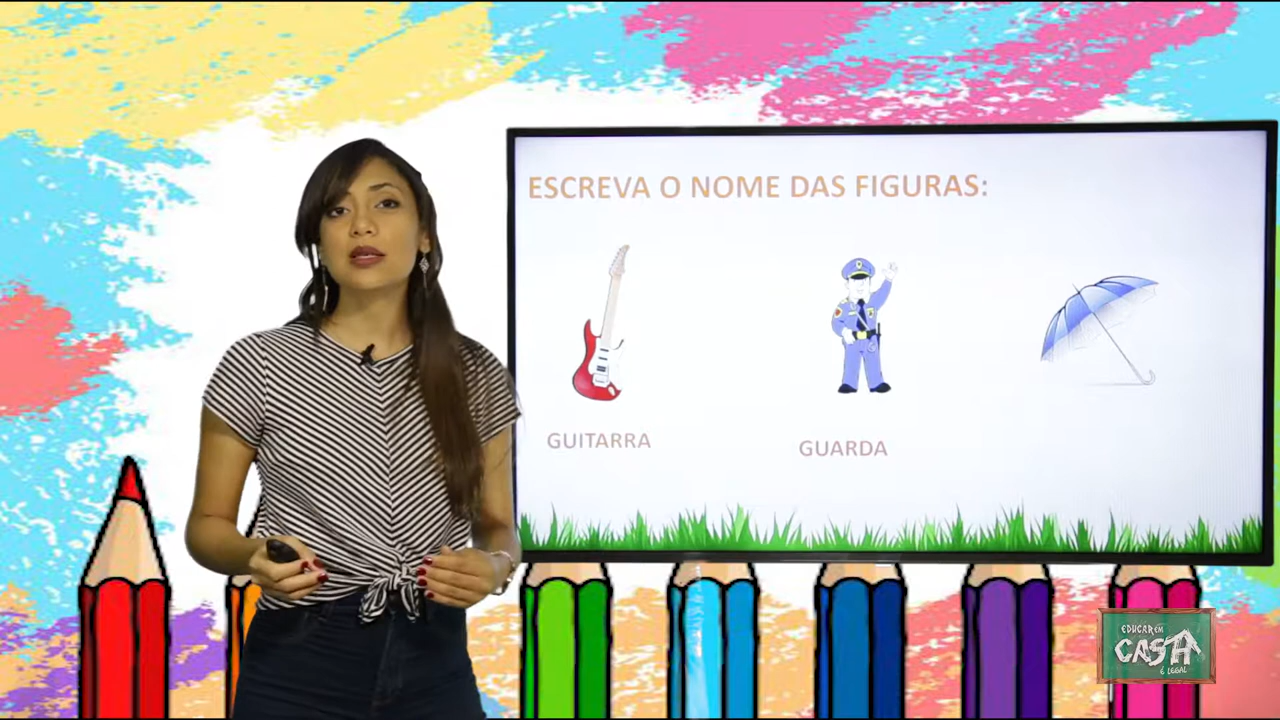 ESCREVA O NOME DAS FIGURAS:
GUITARRA
GUARDA
EDUCAR EM
CASA
É LEGAL